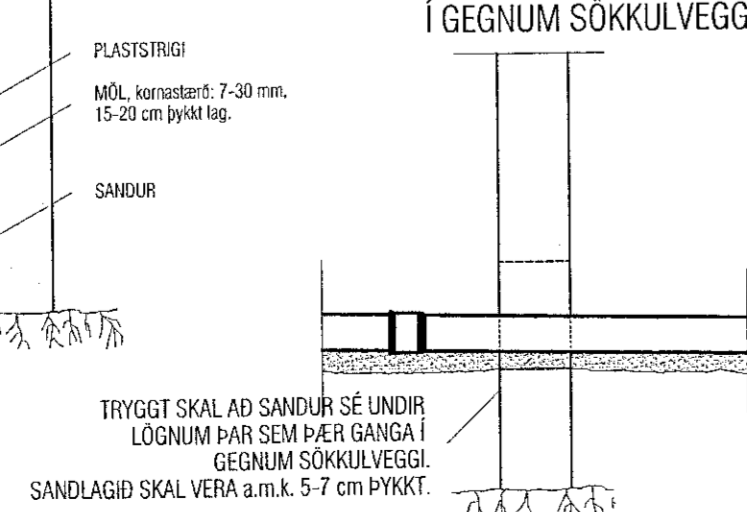 Í GEGNUM SÖKKULVEGG
PLASTSTRIGI
MÖL, kornastærð: 7-30 mm,
15-20 cm þykkt lag.
SANDUR
TRYGGT SKAL AÐ SANDUR SÉ UNDIR
LÖGNUM ÞAR SEM ÞÆR GANGA Í
GEGNUM SÖKKULVEGGI.
SANDLAGIÐ SKAL VERA a.m.k. 5-7 cm ÞYKKT.